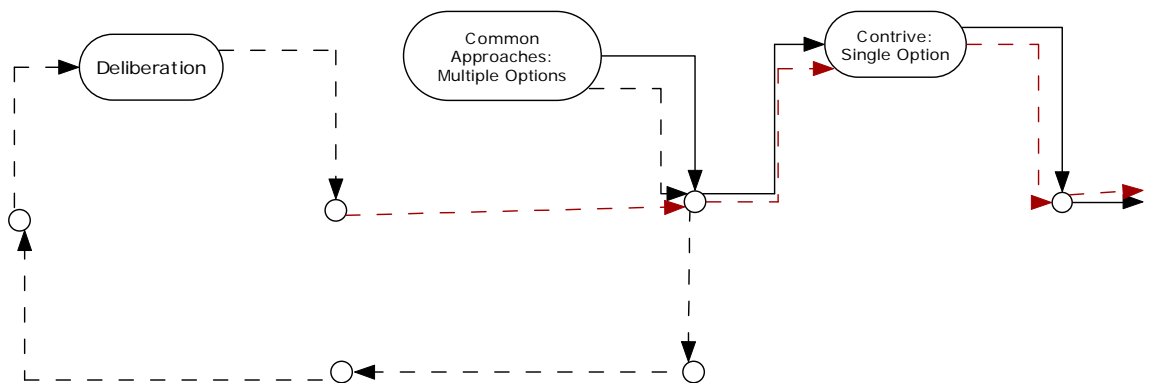 Deliberation
Common
Approaches:
Multiple Options
Contrive:
Single Option